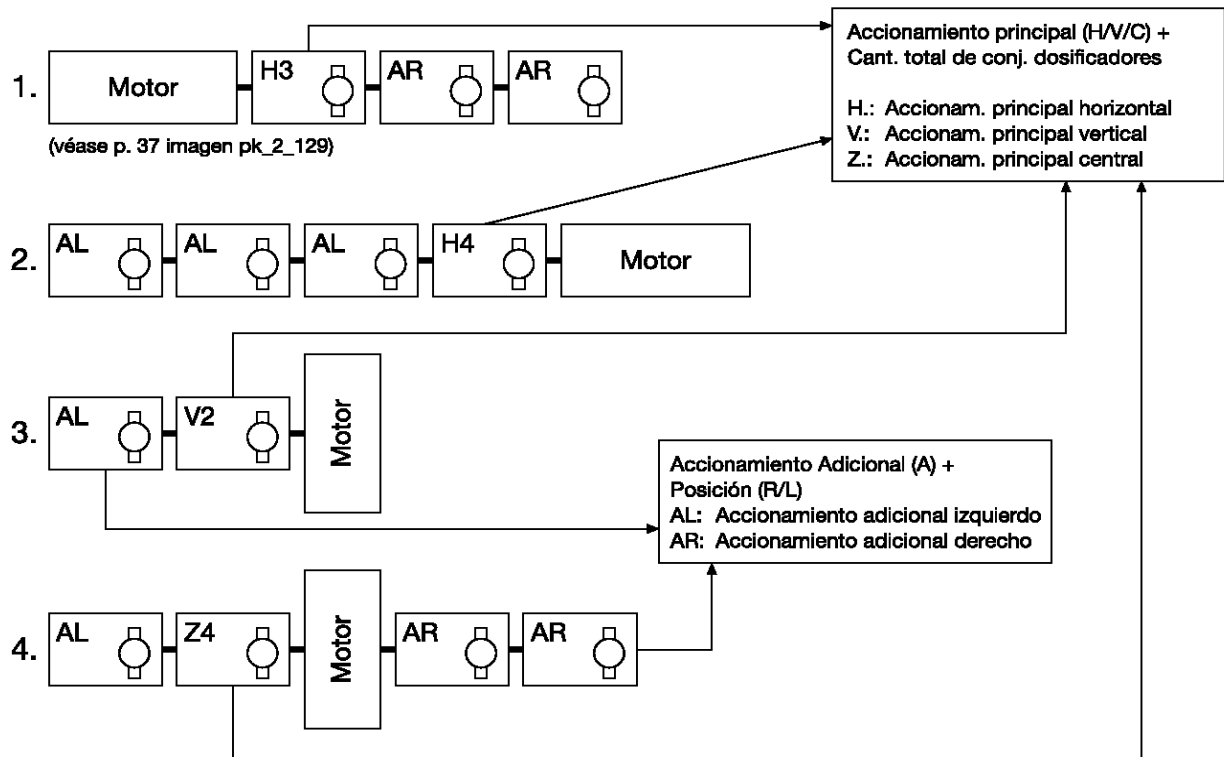 Accionamiento principal (H/V/C) +
Cant. total de conj. dosificadores
H.: Accionam. principal horizontal
V.: Accionam. principal vertical
Z.: Accionam. principal central
1. Motor H3 AR AR
(véase p. 37 imagen pk_2_129)
2. AL AL AL H4 Motor
3. AL V2 Motor
Accionamiento Adicional (A) +
Posición (R/L)
AL: Accionamiento adicional izquierdo
AR: Accionamiento adicional derecho
4. AL Z4 Motor AR AR